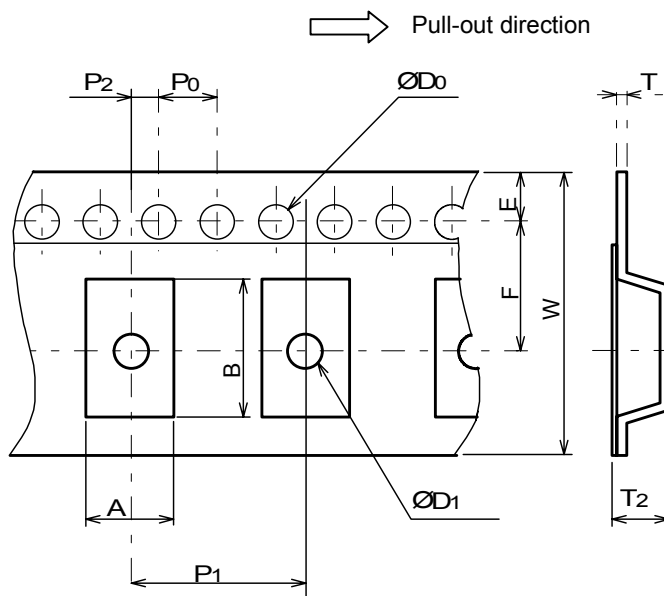 Pull-out direction
P2
P0
ØD0
T
E
F
W
B
A
ØD1
T2
P1